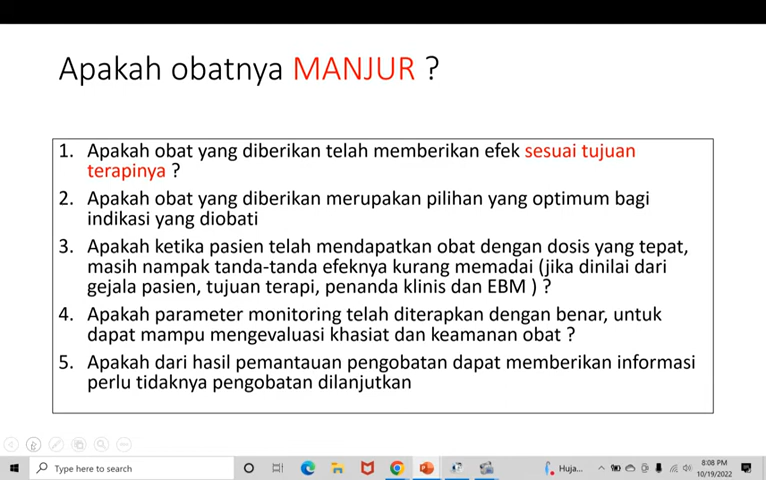 Apakah obatnya MANJUR ?
1. Apakah obat yang diberikan telah memberikan efek sesuai tujuan
terapinya ?
2. Apakah obat yang diberikan merupakan pilihan yang optimum bagi
indikasi yang diobati
3. Apakah ketika pasien telah mendapatkan obat dengan dosis yang tepat,
masih nampak tanda-tanda efeknya kurang memadai (jika dinilai dari
gejala pasien, tujuan terapi, penanda klinis dan EBM ) ?
4. Apakah parameter monitoring telah diterapkan dengan benar, untuk
dapat mampu mengevaluasi khasiat dan keamanan obat ?
5. Apakah dari hasil pemantauan pengobatan dapat memberikan informasi
perlu tidaknya pengobatan dilanjutkan
Type here to search
Huja...
8:08 PM
10/19/2022